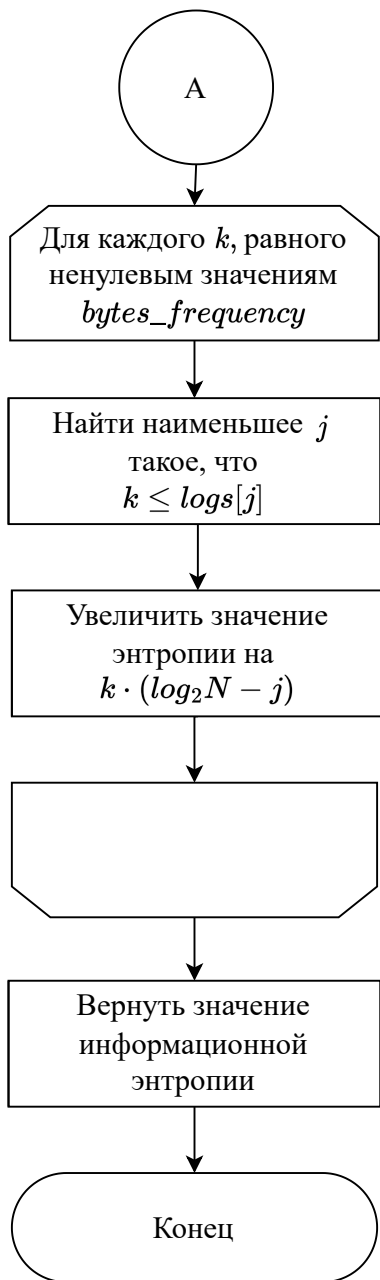 А
Для каждого k, равного
ненулевым значениям
bytes_frequency
Найти наименьшее j
такое, что
k ≤ logs[j]
Увеличить значение
энтропии на
k · (log₂N − j)
Вернуть значение
информационной
энтропии
Конец